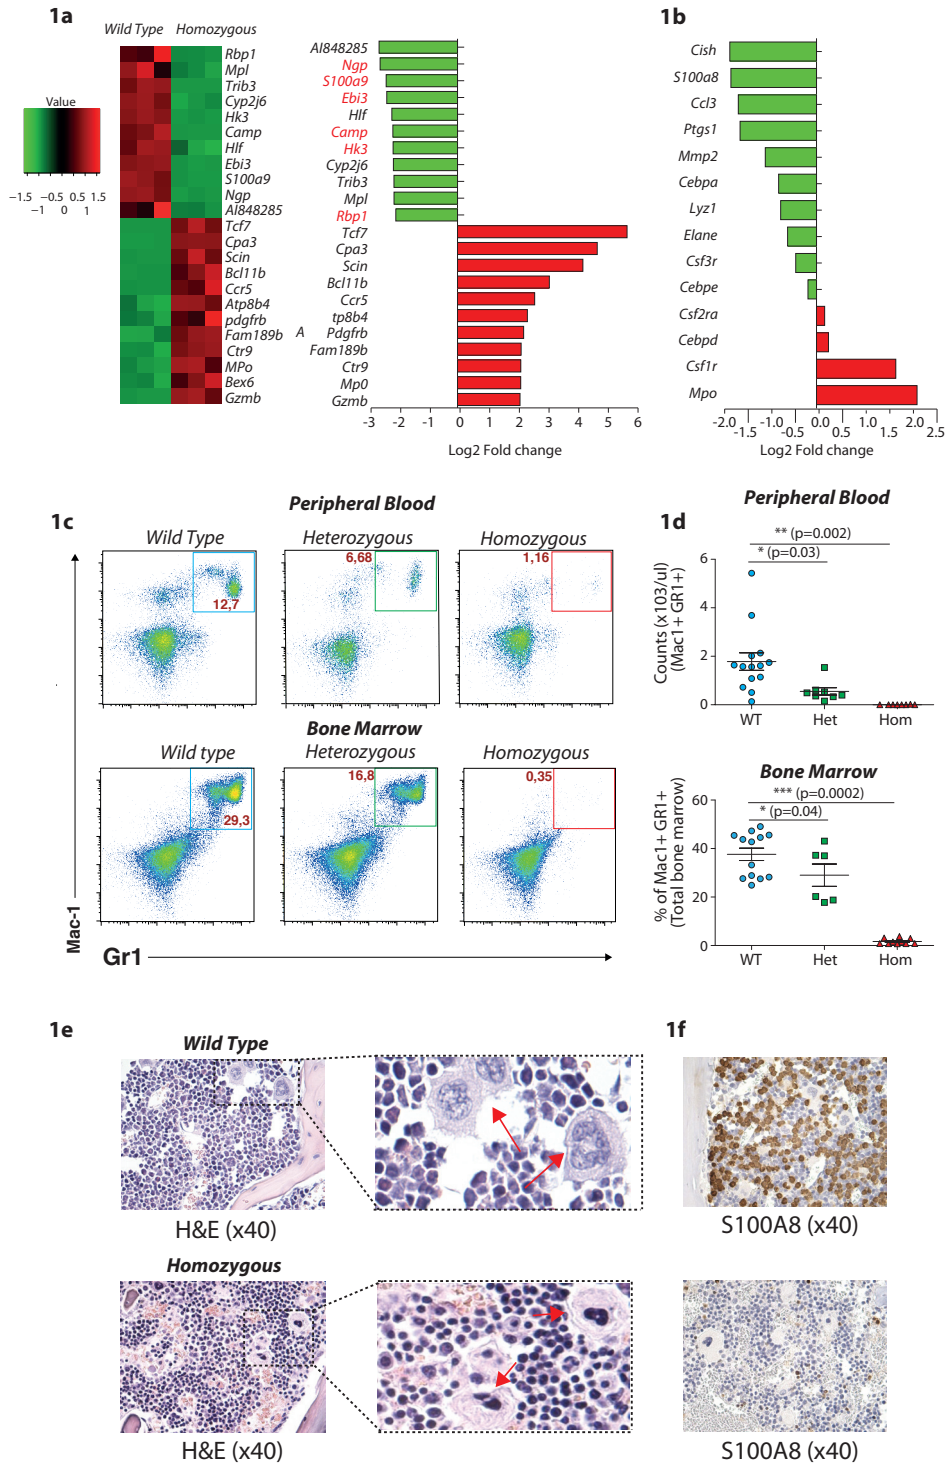 1a
Wild Type Homozygous
Rbp1
Mpl
Trib3
Cyp2j6
Hk3
Camp
Hlf
Ebi3
S100a9
Ngp
AI848285
Tcf7
Cpa3
Scin
Bcl11b
Ccr5
Atp8b4
pdgfrb
Fam189b
Ctr9
MPo
Bex6
Gzmb
Value
−1.5 −0.5 0.5 1.5
−1 0 1
AI848285
Ngp
S100a9
Ebi3
Hlf
Camp
Hk3
Cyp2j6
Trib3
Mpl
Rbp1
Tcf7
Cpa3
Scin
Bcl11b
Ccr5
tp8b4
A Pdgfrb
Fam189b
Ctr9
Mp0
Gzmb
-3 -2 -1 0 1 2 3 4 5 6
Log2 Fold change
1b
Cish
S100a8
Ccl3
Ptgs1
Mmp2
Cebpa
Lyz1
Elane
Csf3r
Cebpe
Csf2ra
Cebpd
Csf1r
Mpo
-2.0 -1.0 0.0 1.0 2.0
-1.5 -0.5 0.5 1.5 2.5
Log2 Fold change
1c
Peripheral Blood
Wild Type Heterozygous Homozygous
12,7
6,68
1,16
Bone Marrow
Wild type Heterozygous Homozygous
29,3
16,8
0,35
Mac-1
Gr1
1d
Peripheral Blood
** (p=0.002)
* (p=0.03)
Counts (x103/ul)
(Mac1+ GR1+)
6
4
2
0
WT Het Hom
Bone Marrow
*** (p=0.0002)
* (p=0.04)
% of Mac1+ GR1+
(Total bone marrow)
60
40
20
0
WT Het Hom
1e
Wild Type
H&E (x40)
Homozygous
H&E (x40)
1f
S100A8 (x40)
S100A8 (x40)